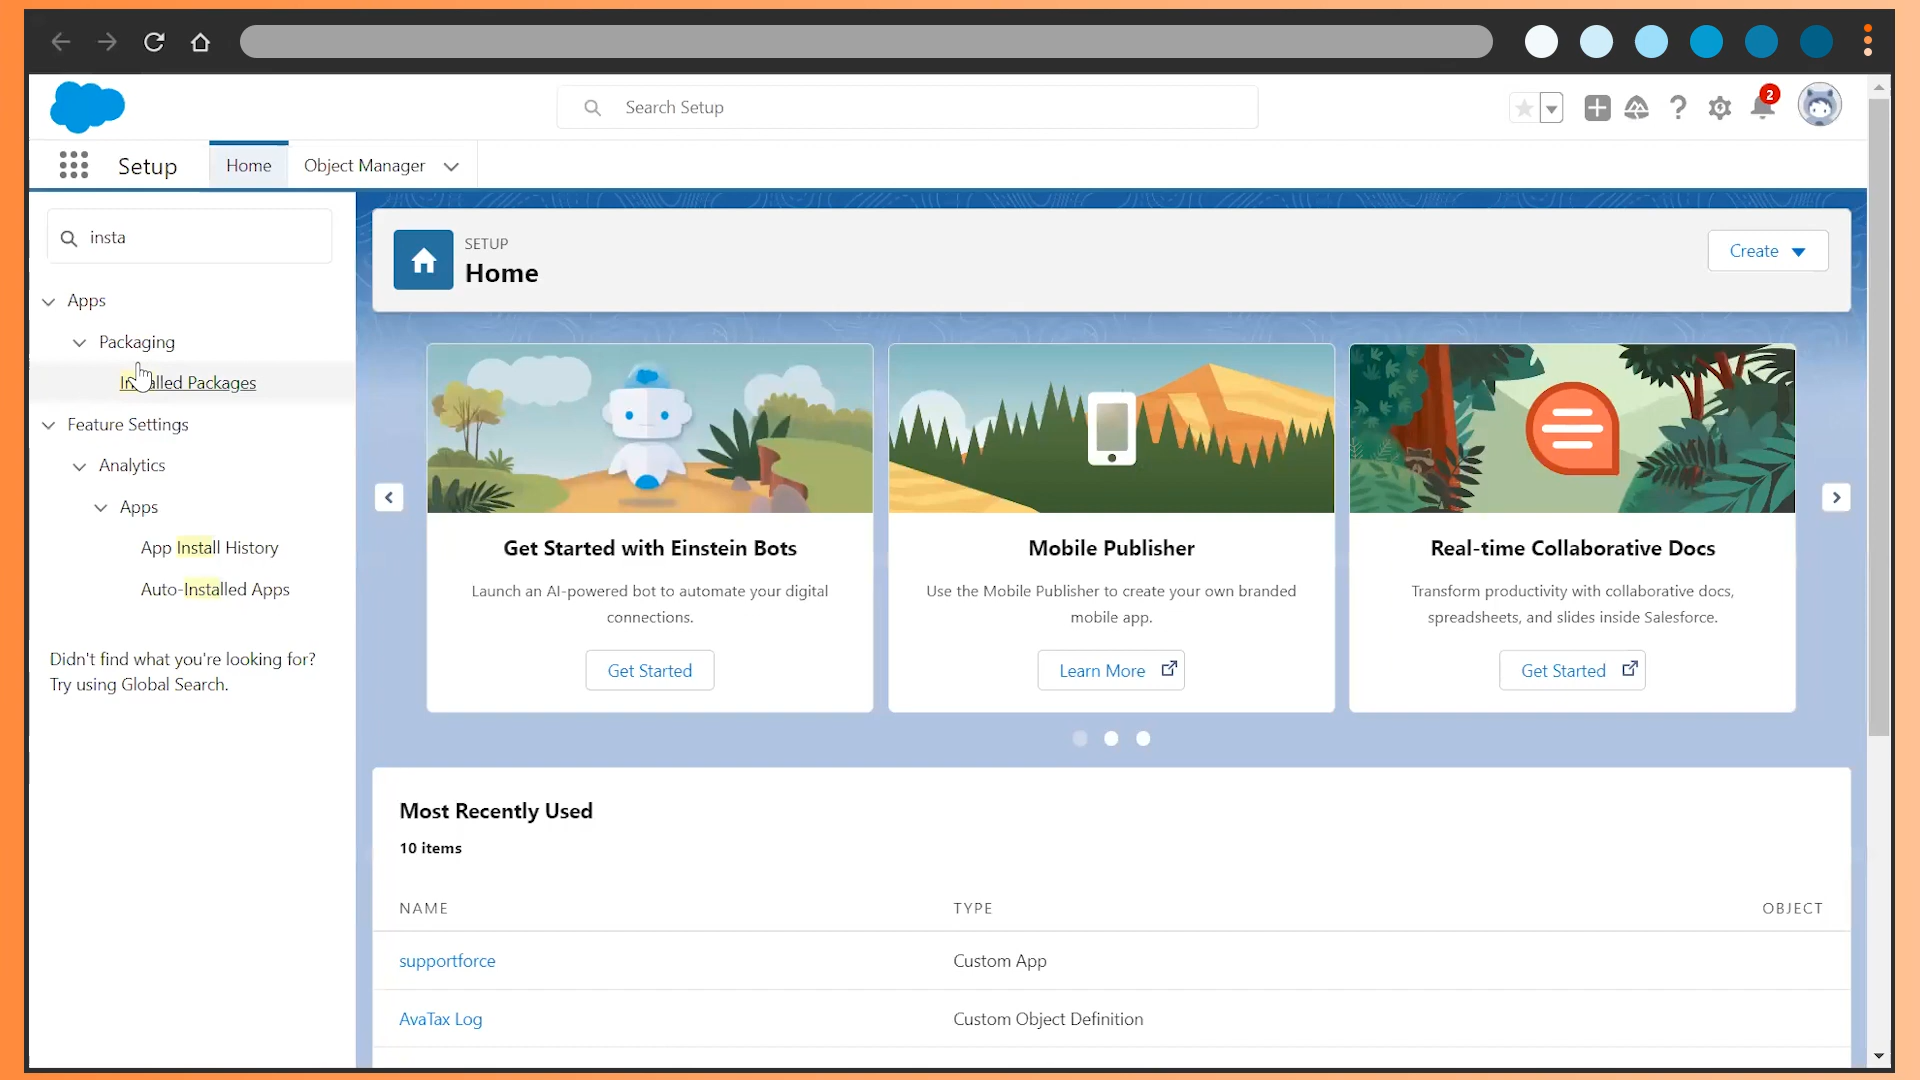 Search Setup
2
Setup
Home
Object Manager
insta
Apps
Packaging
Installed Packages
Feature Settings
Analytics
Apps
App Install History
Auto-Installed Apps
Didn't find what you're looking for?
Try using Global Search.
SETUP
Home
Create
Get Started with Einstein Bots
Launch an AI-powered bot to automate your digital
connections.
Get Started
Mobile Publisher
Use the Mobile Publisher to create your own branded
mobile app.
Learn More
Real-time Collaborative Docs
Transform productivity with collaborative docs,
spreadsheets, and slides inside Salesforce.
Get Started
Most Recently Used
10 items
NAME TYPE OBJECT
supportforce Custom App
AvaTax Log Custom Object Definition